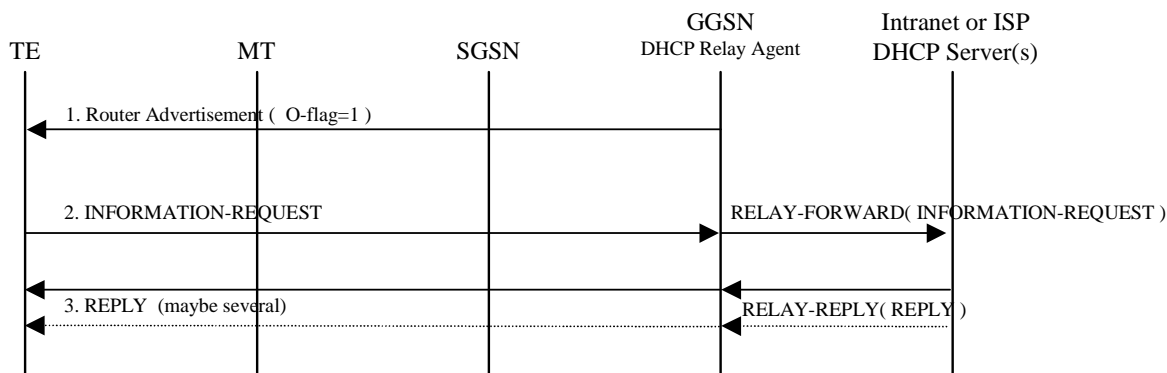 TE
MT
SGSN
GGSN
DHCP Relay Agent
Intranet or ISP
DHCP Server(s)
1. Router Advertisement ( O-flag=1 )
2. INFORMATION-REQUEST
RELAY-FORWARD( INFORMATION-REQUEST )
3. REPLY (maybe several)
RELAY-REPLY( REPLY )